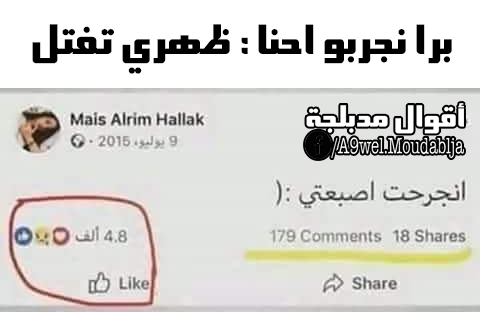 برا نجربو احنا : ظهري تفتل
Mais Alrim Hallak
9 يوليو، 2015
أقوال مدبلجة
f/A9wel.Moudablja
انجرحت اصبعتي :(
4.8 ألف
179 Comments 18 Shares
Like
Share